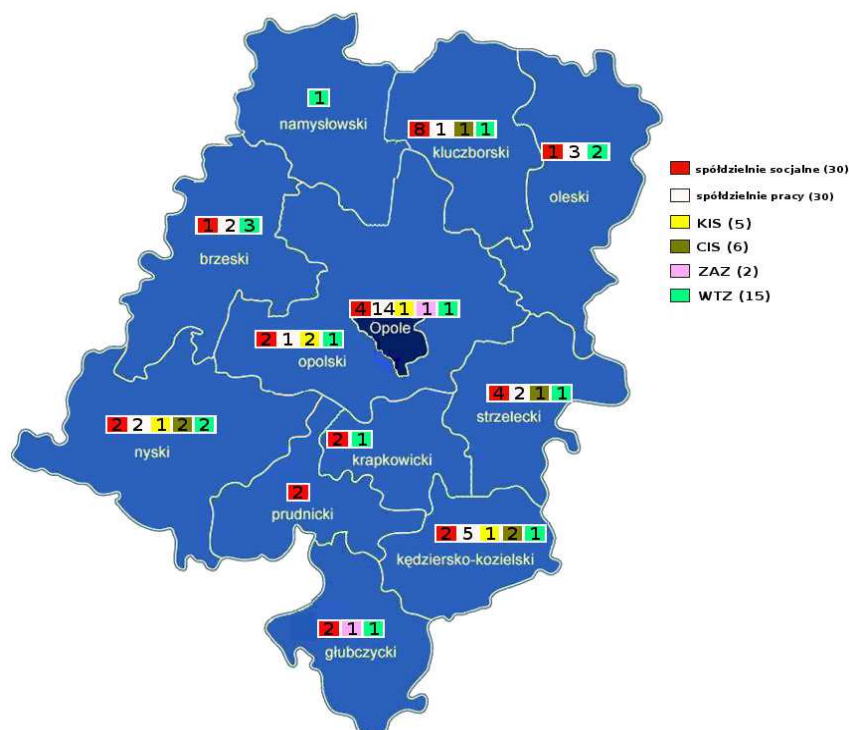 1
namysłowski
8 1 1 1
kluczborski
1 3 2
oleski
spółdzielnie socjalne (30)
spółdzielnie pracy (30)
KIS (5)
CIS (6)
ZAZ (2)
WTZ (15)
1 2 3
brzeski
4 14 1 1 1
Opole
2 1 2 1
opolski
4 2 1 1
strzelecki
2 2 1 2 2
nyski
2 1
krapkowicki
2
prudnicki
2 5 1 2 1
kędziersko-kozielski
2 1 1
głubczycki